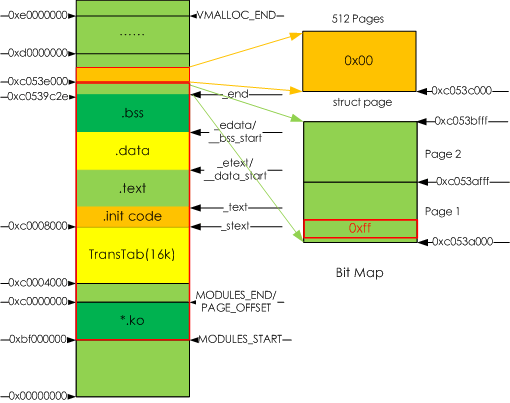 0xe0000000
VMALLOC_END
......
0xd0000000
0xc053e000
0xc0539c2e
_end
.bss
_edata/
__bss_start
.data
_etext/
__data_start
.text
_text
.init code
0xc0008000
_stext
TransTab(16k)
0xc0004000
MODULES_END/
PAGE_OFFSET
0xc0000000
*.ko
0xbf000000
MODULES_START
0x00000000
512 Pages
0x00
0xc053c000
struct page
0xc053bfff
Page 2
0xc053afff
Page 1
0xff
0xc053a000
Bit Map